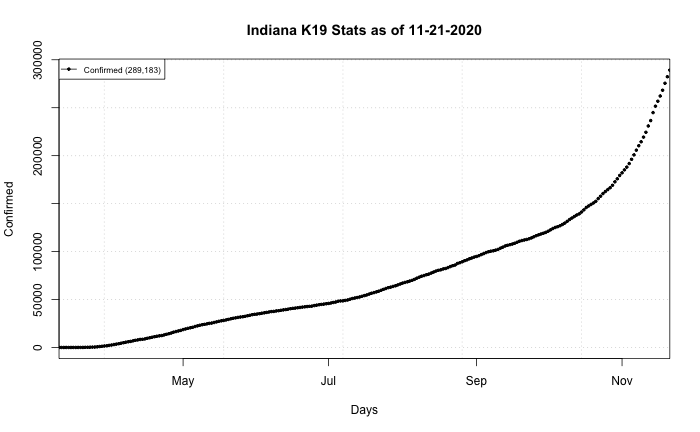 Indiana K19 Stats as of 11-21-2020
Confirmed (289,183)
300000
200000
100000
50000
0
Confirmed
May Jul Sep Nov
Days